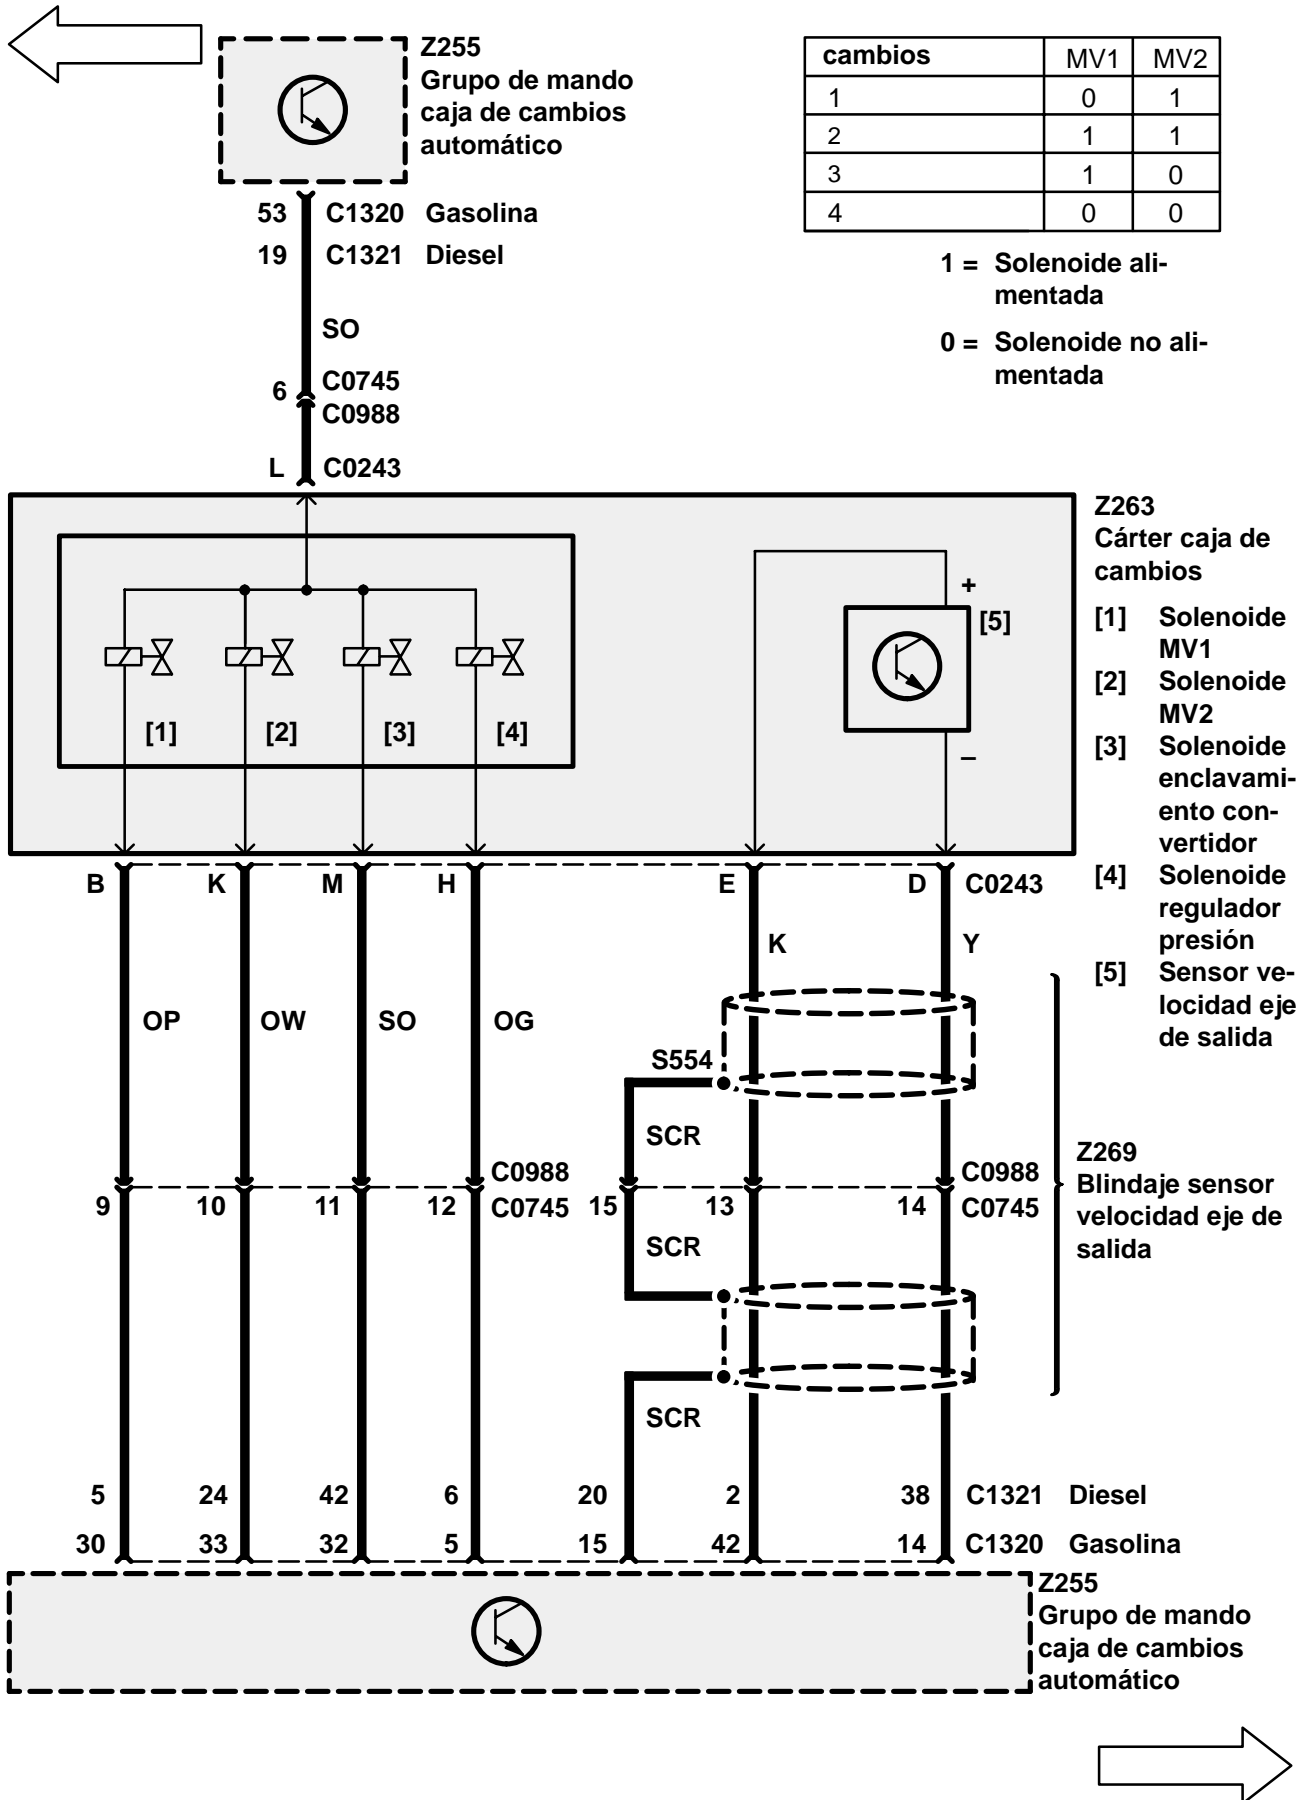 Z255
Grupo de mando
caja de cambios
automático
cambios MV1 MV2
1 0 1
2 1 1
3 1 0
4 0 0
1 = Solenoide ali-
mentada
0 = Solenoide no ali-
mentada
53 C1320 Gasolina
19 C1321 Diesel
SO
6 C0745
C0988
L C0243
Z263
Cárter caja de
cambios
[1] Solenoide
MV1
[2] Solenoide
MV2
[3] Solenoide
enclavami-
ento con-
vertidor
[4] Solenoide
regulador
presión
[5] Sensor ve-
locidad eje
de salida
+
[5]
–
[1] [2] [3] [4]
B K M H E D C0243
K Y
OP OW SO OG
S554
SCR
C0988 C0988
9 10 11 12 C0745 15 13 14 C0745
Z269
Blindaje sensor
velocidad eje de
salida
SCR
SCR
5 24 42 6 20 2 38 C1321 Diesel
30 33 32 5 15 42 14 C1320 Gasolina
Z255
Grupo de mando
caja de cambios
automático